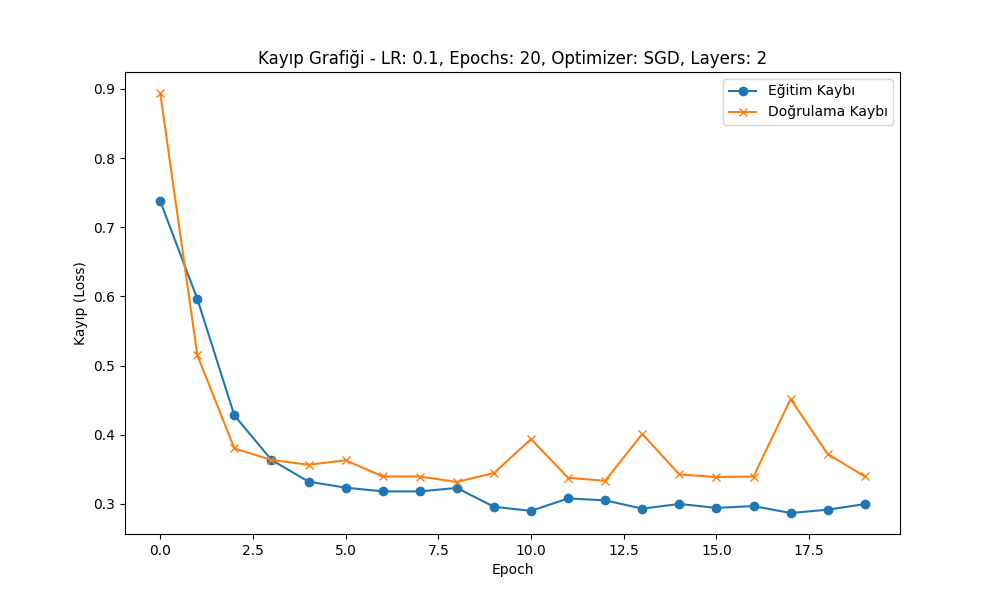 Kayıp Grafiği - LR: 0.1, Epochs: 20, Optimizer: SGD, Layers: 2
Eğitim Kaybı
Doğrulama Kaybı
Kayıp (Loss)
0.9
0.8
0.7
0.6
0.5
0.4
0.3
0.0 2.5 5.0 7.5 10.0 12.5 15.0 17.5
Epoch